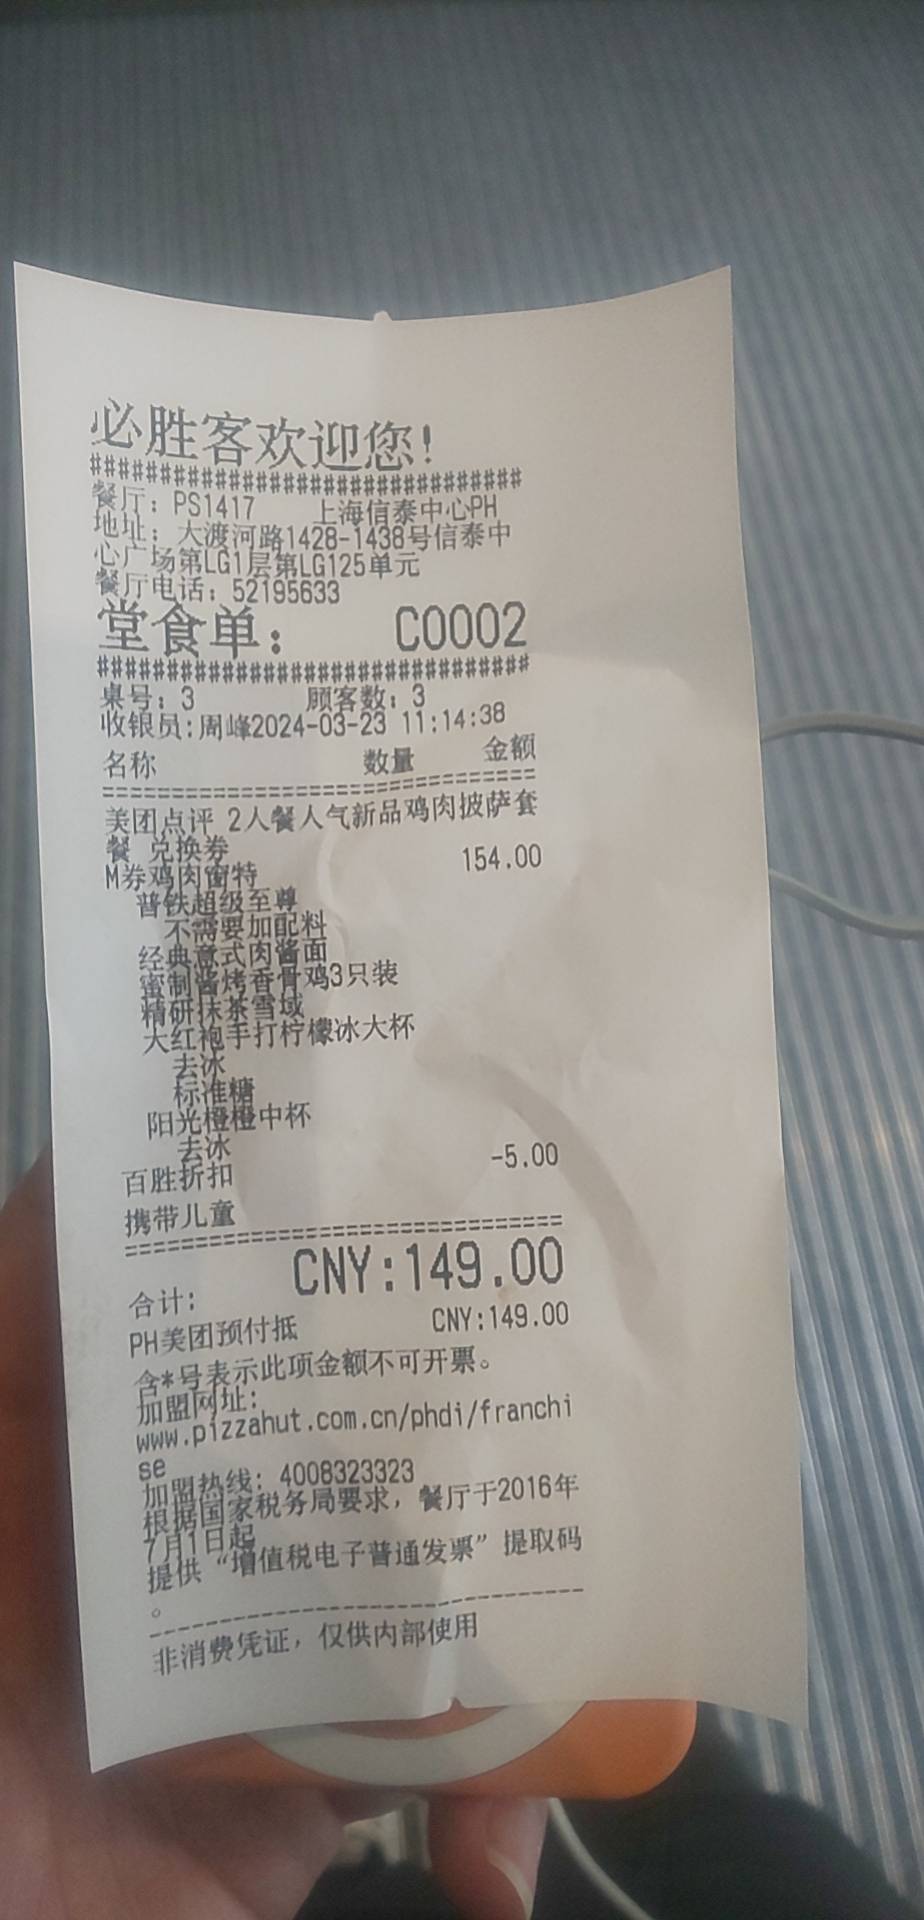 必胜客欢迎您!
###############################
餐厅: PS1417 上海信泰中心PH
地址: 大渡河路1428-1438号信泰中
心广场第LG1层第LG125单元
餐厅电话: 52195633
堂食单: C0002
###############################
桌号: 3 顾客数: 3
收银员:周峰2024-03-23 11:14:38
名称 数量 金额
===============================
美团点评 2人餐人气新品鸡肉披萨套
餐 兑换券 154.00
M券鸡肉窗特
普铁超级至尊
不需要加配料
经典意式肉酱面
蜜制酱烤香骨鸡3只装
精研抹茶雪域
大红袍手打柠檬冰大杯
去冰
标准糖
阳光橙橙中杯
去冰
百胜折扣 -5.00
携带儿童
===============================
合计: CNY:149.00
PH美团预付抵 CNY:149.00
含*号表示此项金额不可开票。
加盟网址:
www.pizzahut.com.cn/phdi/franchi
se
加盟热线: 4008323323
根据国家税务局要求, 餐厅于2016年
7月1日起
提供“增值税电子普通发票”提取码
。
-------------------------------
非消费凭证, 仅供内部使用